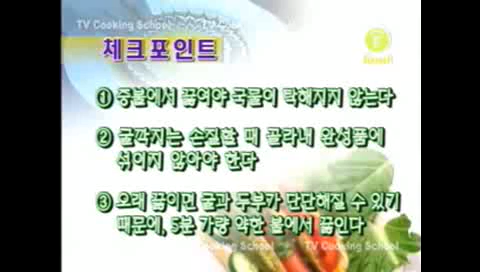 TV Cooking School
체크포인트
① 중불에서 끓여야 국물이 탁해지지 않는다
② 굴깍지는 손질할 때 골라내 완성품에
섞이지 않아야 한다
③ 오래 끓이면 굴과 두부가 단단해질 수 있기
때문에, 5분 가량 약한 불에서 끓인다
TV Cooking School